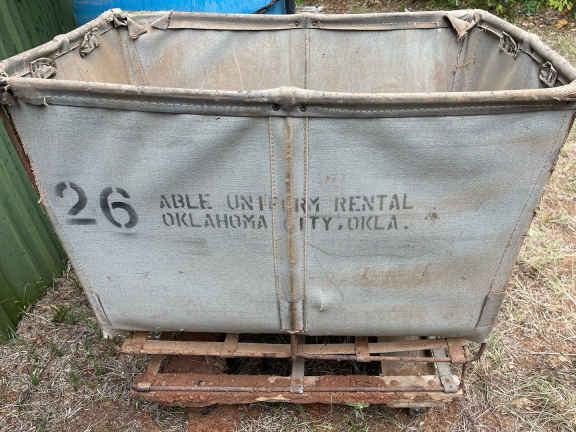 26
ABLE UNIFORM RENTAL
OKLAHOMA CITY, OKLA.